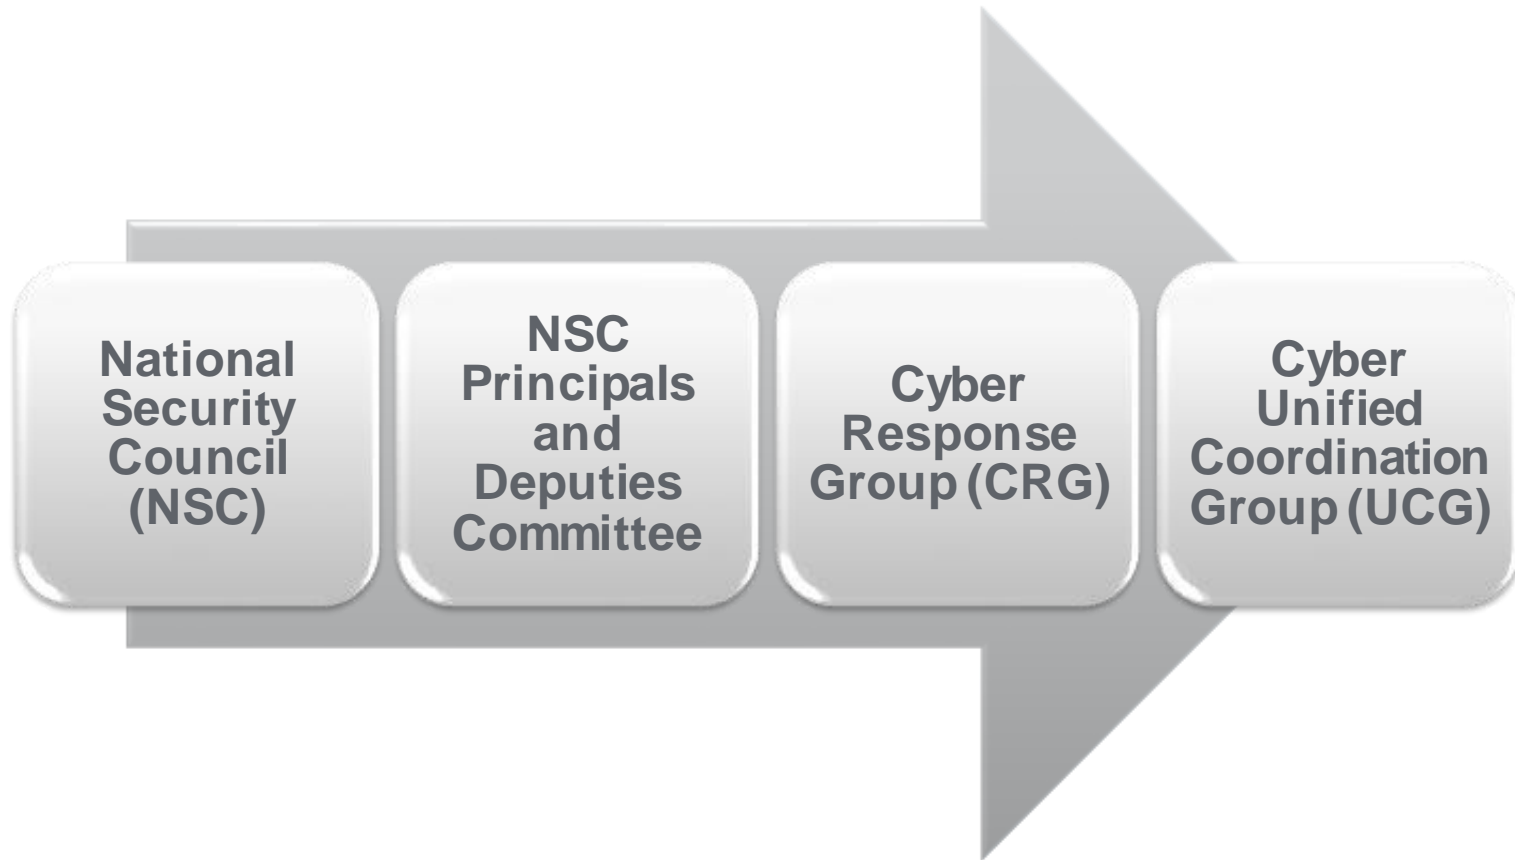 National
Security
Council
(NSC)
NSC
Principals
and
Deputies
Committee
Cyber
Response
Group (CRG)
Cyber
Unified
Coordination
Group (UCG)